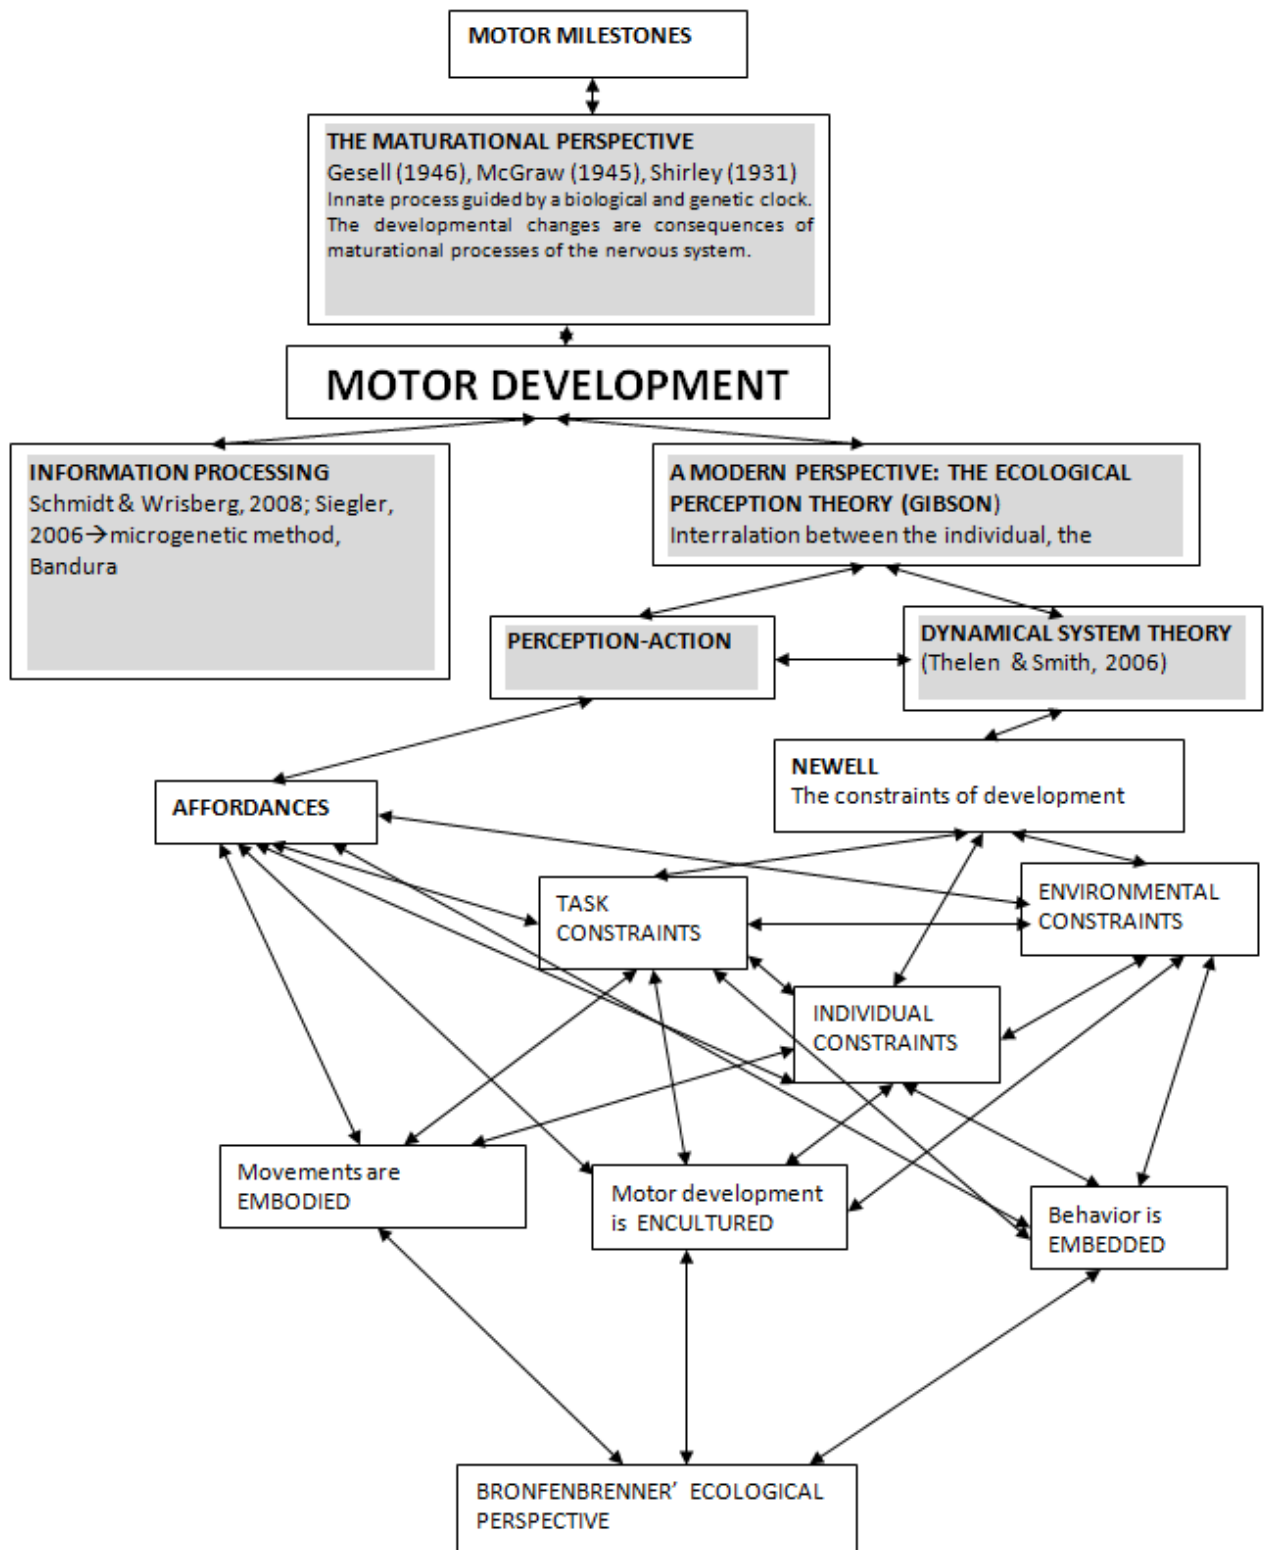 MOTOR MILESTONES
THE MATURATIONAL PERSPECTIVE
Gesell (1946), McGraw (1945), Shirley (1931)
Innate process guided by a biological and genetic clock.
The developmental changes are consequences of
maturational processes of the nervous system.
MOTOR DEVELOPMENT
INFORMATION PROCESSING
Schmidt & Wrisberg, 2008; Siegler,
2006→microgenetic method,
Bandura
A MODERN PERSPECTIVE: THE ECOLOGICAL
PERCEPTION THEORY (GIBSON)
Interralation between the individual, the
PERCEPTION-ACTION
DYNAMICAL SYSTEM THEORY
(Thelen & Smith, 2006)
NEWELL
The constraints of development
AFFORDANCES
TASK
CONSTRAINTS
ENVIRONMENTAL
CONSTRAINTS
INDIVIDUAL
CONSTRAINTS
Movements are
EMBODIED
Motor development
is ENCULTURED
Behavior is
EMBEDDED
BRONFENBRENNER' ECOLOGICAL
PERSPECTIVE